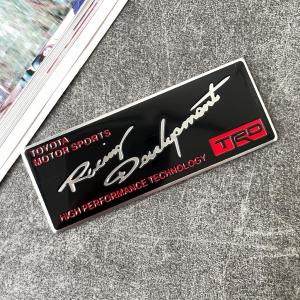 TOYOTA
MOTOR SPORTS
Racing
Development
HIGH PERFORMANCE TECHNOLOGY
TRD